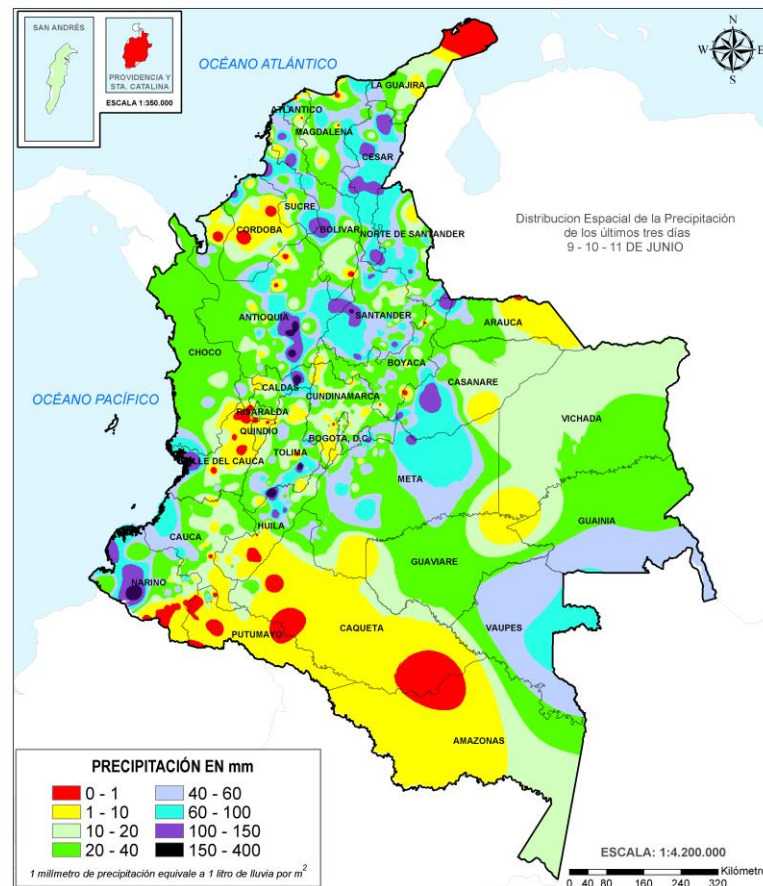 SAN ANDRÉS
PROVIDENCIA Y
STA. CATALINA
ESCALA 1:350.000
N
W
E
S
OCÉANO ATLÁNTICO
LA GUAJIRA
ATLANTICO
MAGDALENA
CESAR
SUCRE
CORDOBA
BOLIVAR
NORTE DE SANTANDER
Distribucion Espacial de la Precipitación
de los últimos tres días
9 - 10 - 11 DE JUNIO
ANTIOQUIA
SANTANDER
ARAUCA
CHOCO
BOYACA
CASANARE
CALDAS
CUNDINAMARCA
OCÉANO PACÍFICO
RISARALDA
VICHADA
QUINDIO
BOGOTA, D.C.
TOLIMA
VALLE DEL CAUCA
META
GUAINIA
HUILA
CAUCA
GUAVIARE
NARIÑO
VAUPES
CAQUETA
PUTUMAYO
AMAZONAS
PRECIPITACIÓN EN mm
0 - 1
40 - 60
1 - 10
60 - 100
10 - 20
100 - 150
20 - 40
150 - 400
1 milímetro de precipitación equivale a 1 litro de lluvia por m²
ESCALA: 1:4.200.000
Kilómetro
0 40 80 160 240 320